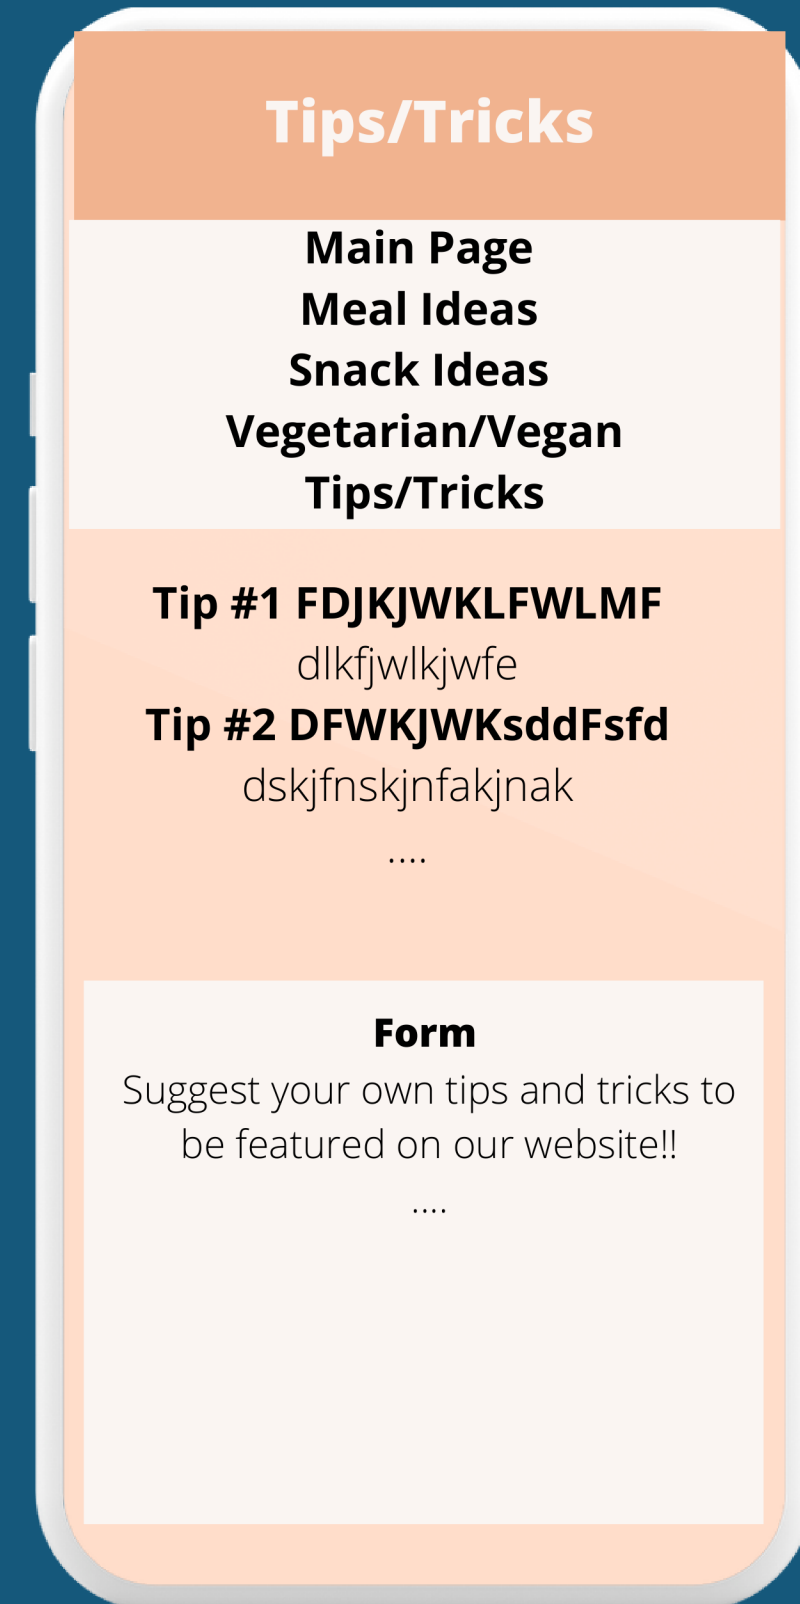 Tips/Tricks
Main Page
Meal Ideas
Snack Ideas
Vegetarian/Vegan
Tips/Tricks
Tip #1 FDJKJWKLFWLMF
dlkfjwlkjwfe
Tip #2 DFWKJWKsddFsfd
dskjfnskjnfakjnak
....
Form
Suggest your own tips and tricks to
be featured on our website!!
....